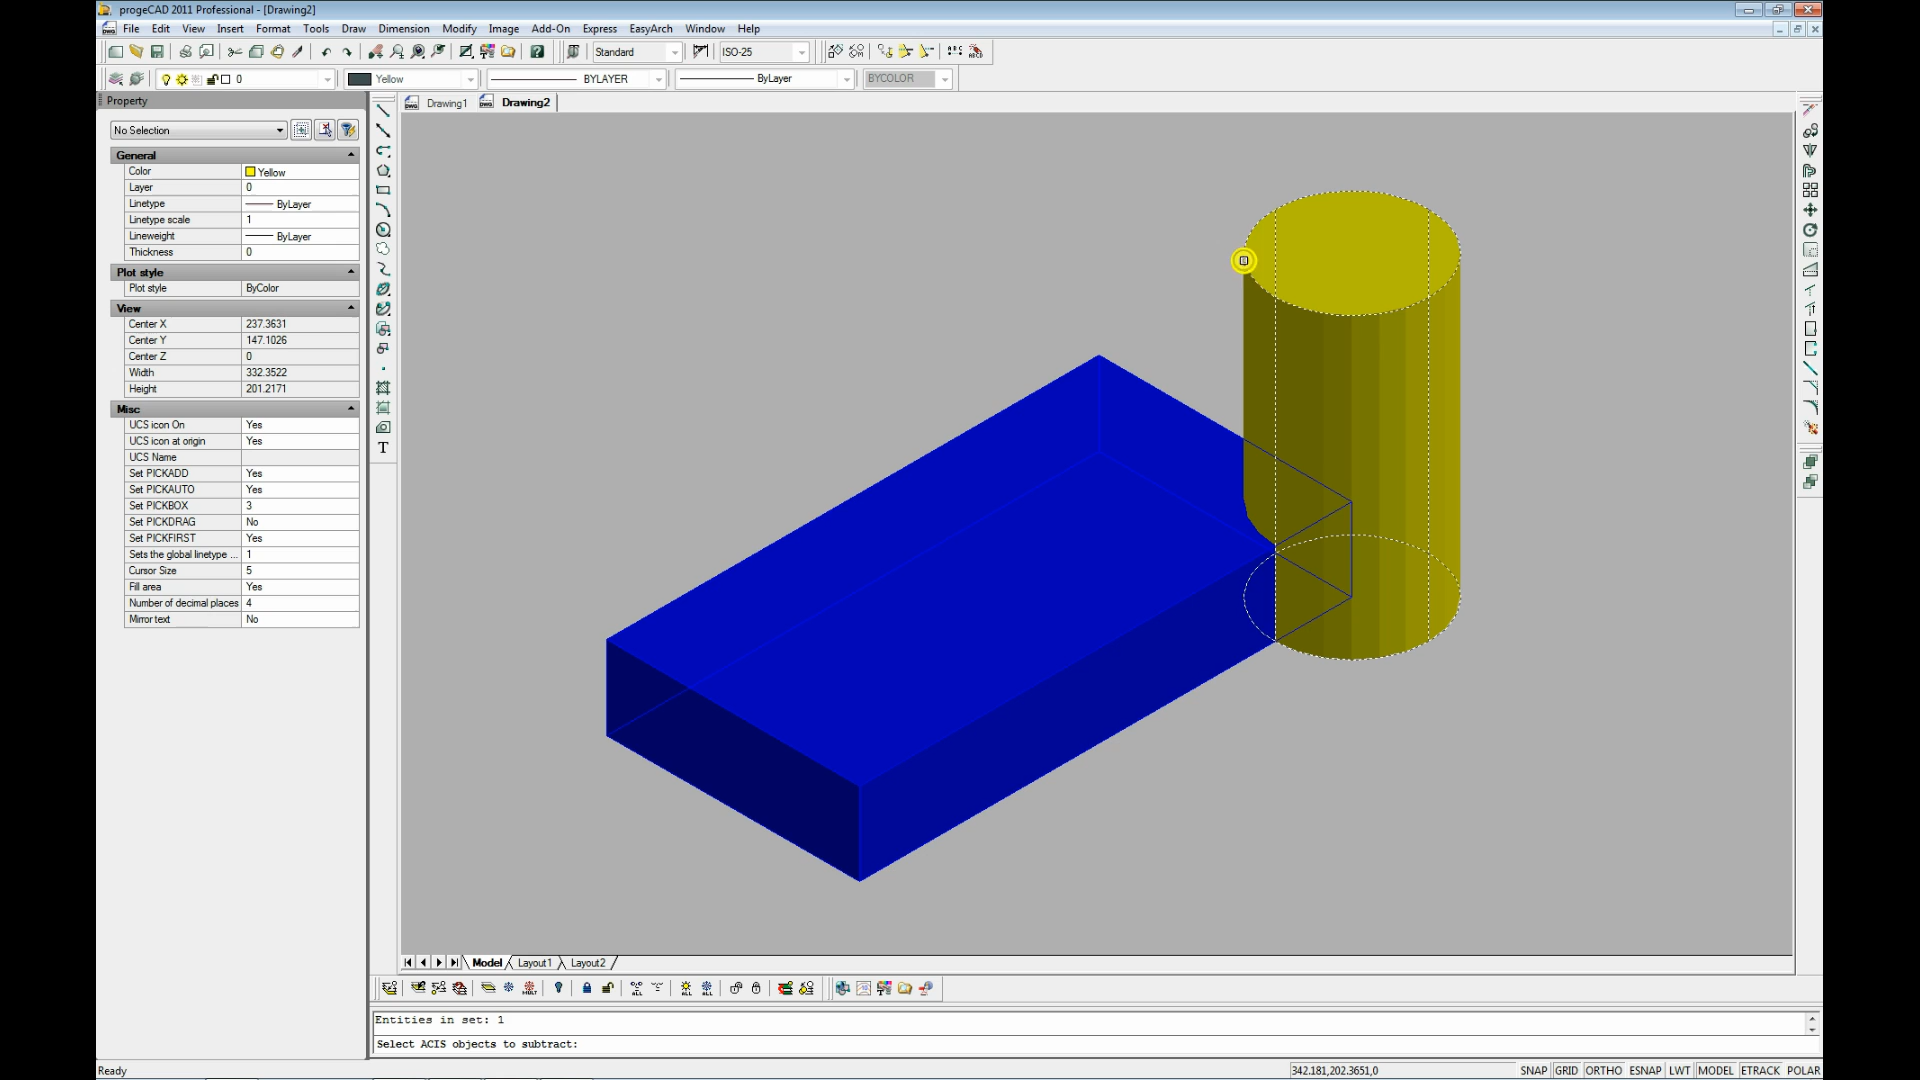 progeCAD 2011 Professional - [Drawing2]
File Edit View Insert Format Tools Draw Dimension Modify Image Add-On Express EasyArch Window Help
Standard ISO-25
0 Yellow BYLAYER ByLayer BYCOLOR
Property
Drawing1 Drawing2
No Selection
General
Color Yellow
Layer 0
Linetype ByLayer
Linetype scale 1
Lineweight ByLayer
Thickness 0
Plot style
Plot style ByColor
View
Center X 237.3631
Center Y 147.1026
Center Z 0
Width 332.3522
Height 201.2171
Misc
UCS icon On Yes
UCS icon at origin Yes
UCS Name
Set PICKADD Yes
Set PICKAUTO Yes
Set PICKBOX 3
Set PICKDRAG No
Set PICKFIRST Yes
Sets the global linetype ... 1
Cursor Size 5
Fill area Yes
Number of decimal places 4
Mirror text No
T
Model Layout1 Layout2
Entities in set: 1
Select ACIS objects to subtract:
Ready 342.181,202.3651,0 SNAP GRID ORTHO ESNAP LWT MODEL ETRACK POLAR